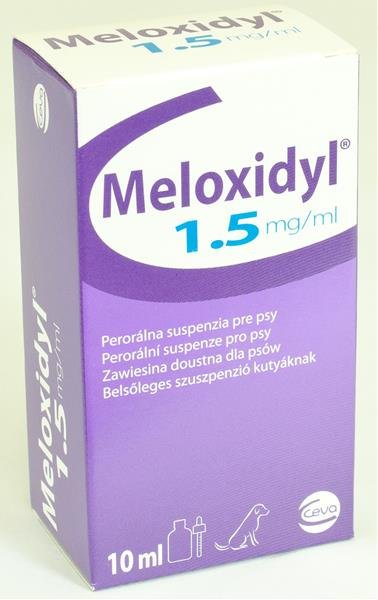 Meloxidyl®
1.5 mg/ml
Meloxidyl®
1.5 mg/ml
Perorálna suspenzia pre psy
Perorální suspenze pro psy
Zawiesina doustna dla psów
Belsőleges szuszpenzió kutyáknak
10 ml
ceva
Meloxidyl®
1.5 mg/ml
ceva